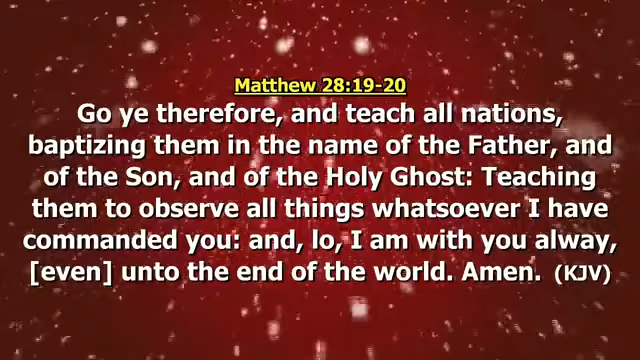 Matthew 28:19-20
Go ye therefore, and teach all nations,
baptizing them in the name of the Father, and
of the Son, and of the Holy Ghost: Teaching
them to observe all things whatsoever I have
commanded you: and, lo, I am with you alway,
[even] unto the end of the world. Amen. (KJV)